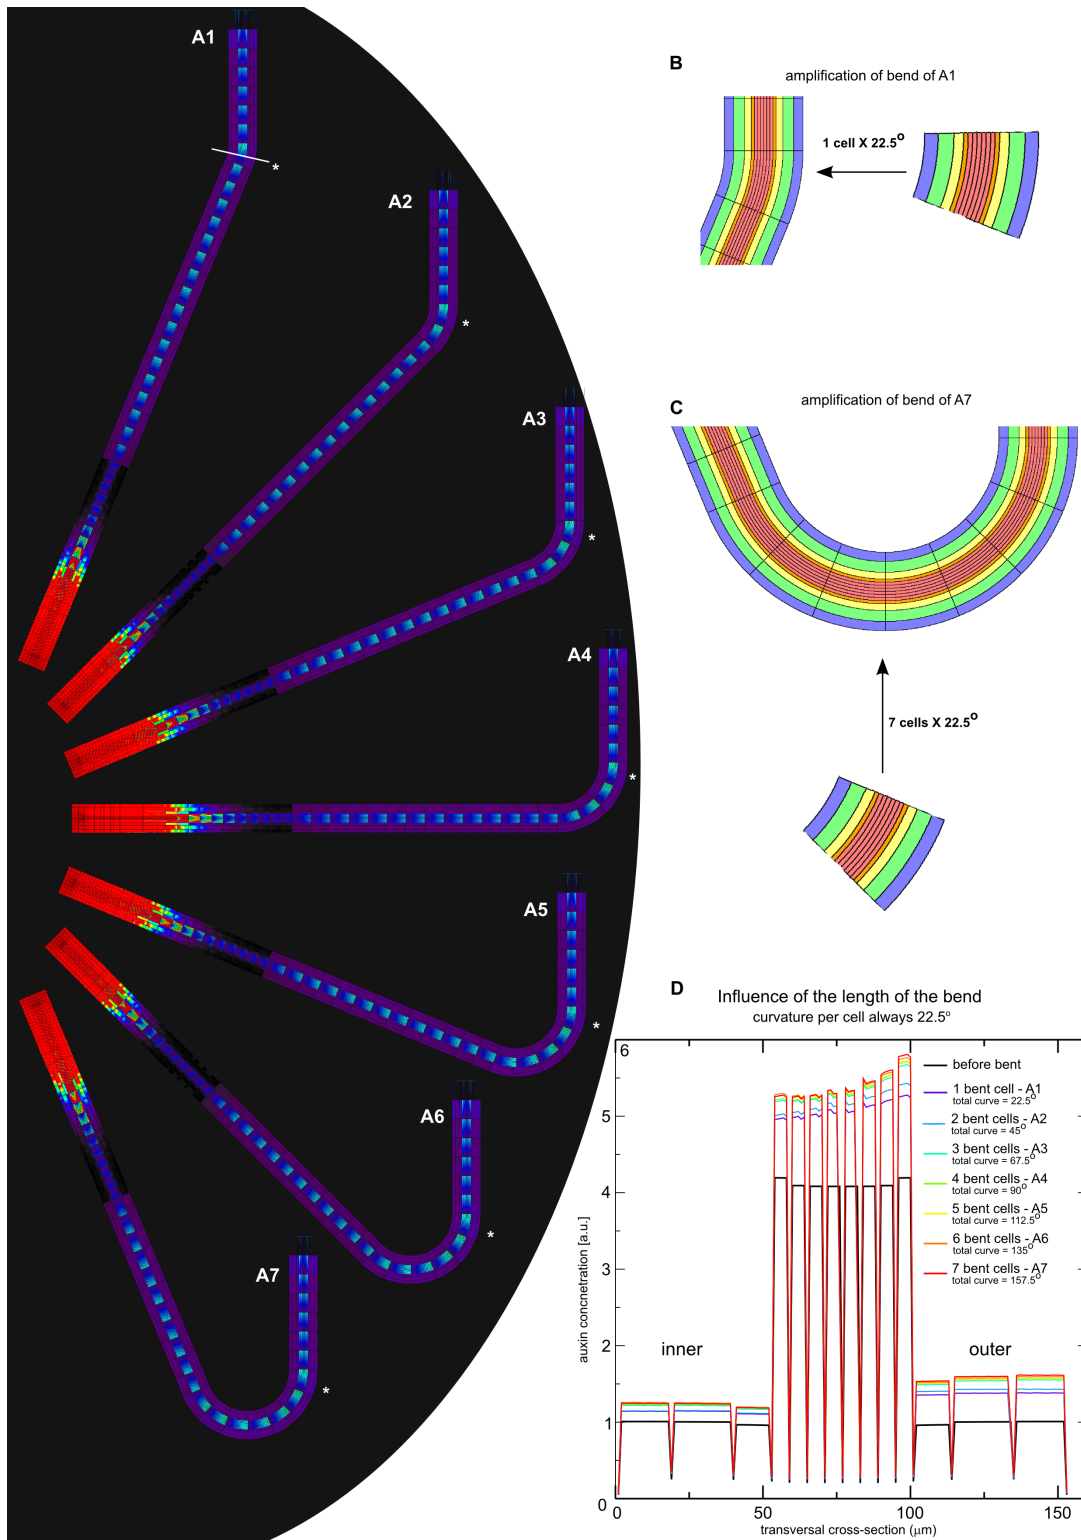 A1
*
A2
*
A3
*
A4
*
A5
*
A6
*
A7
*
B
amplification of bend of A1
1 cell X 22.5°
C
amplification of bend of A7
7 cells X 22.5°
D
Influence of the length of the bend
curvature per cell always 22.5°
6
5
4
3
2
1
0
auxin concnetration [a.u.]
before bent
1 bent cell - A1
total curve = 22.5°
2 bent cells - A2
total curve = 45°
3 bent cells - A3
total curve = 67.5°
4 bent cells - A4
total curve = 90°
5 bent cells - A5
total curve = 112.5°
6 bent cells - A6
total curve = 135°
7 bent cells - A7
total curve = 157.5°
inner
outer
0
50
100
150
transversal cross-section (µm)